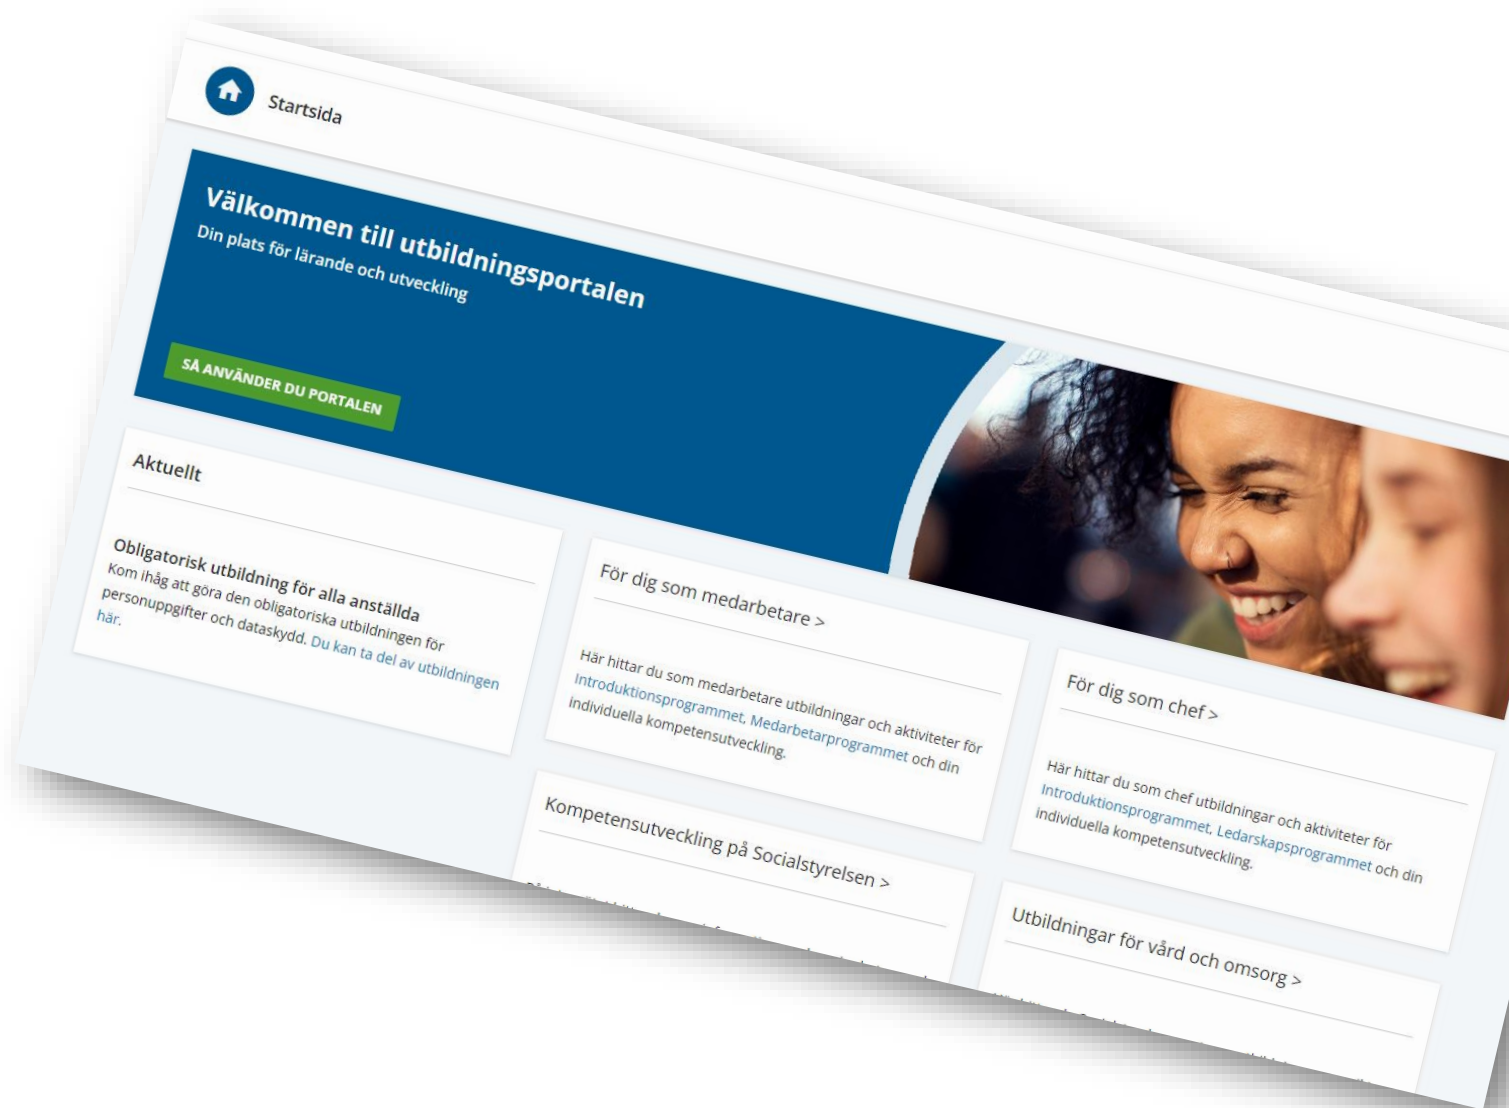 Startsida
Välkommen till utbildningsportalen
Din plats för lärande och utveckling
SÅ ANVÄNDER DU PORTALEN
Aktuellt
Obligatorisk utbildning för alla anställda
Kom ihåg att göra den obligatoriska utbildningen för
personuppgifter och dataskydd. Du kan ta del av utbildningen
här.
För dig som medarbetare >
Här hittar du som medarbetare utbildningar och aktiviteter för
Introduktionsprogrammet, Medarbetarprogrammet och din
individuella kompetensutveckling.
För dig som chef >
Här hittar du som chef utbildningar och aktiviteter för
Introduktionsprogrammet, Ledarskapsprogrammet och din
individuella kompetensutveckling.
Kompetensutveckling på Socialstyrelsen >
Utbildningar för vård och omsorg >